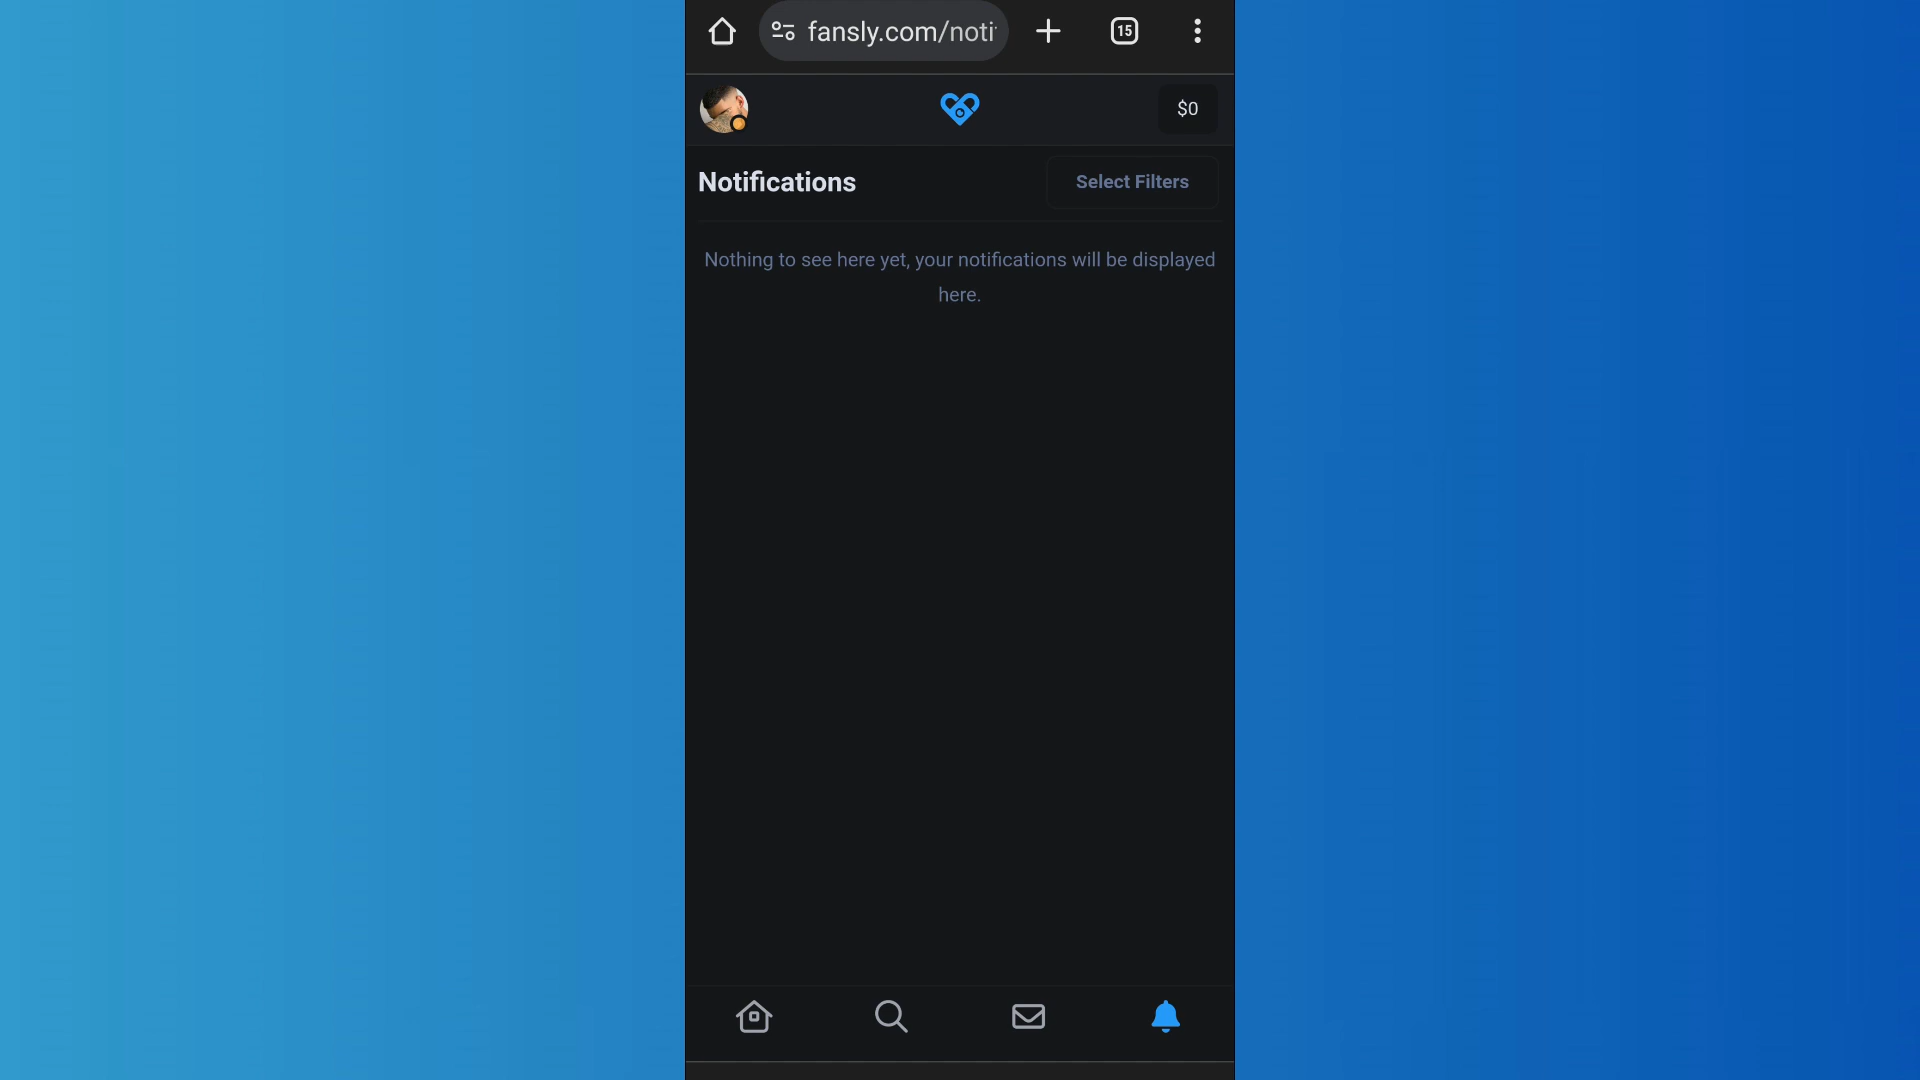 fansly.com/noti
15
$0
Notifications
Select Filters
Nothing to see here yet, your notifications will be displayed
here.